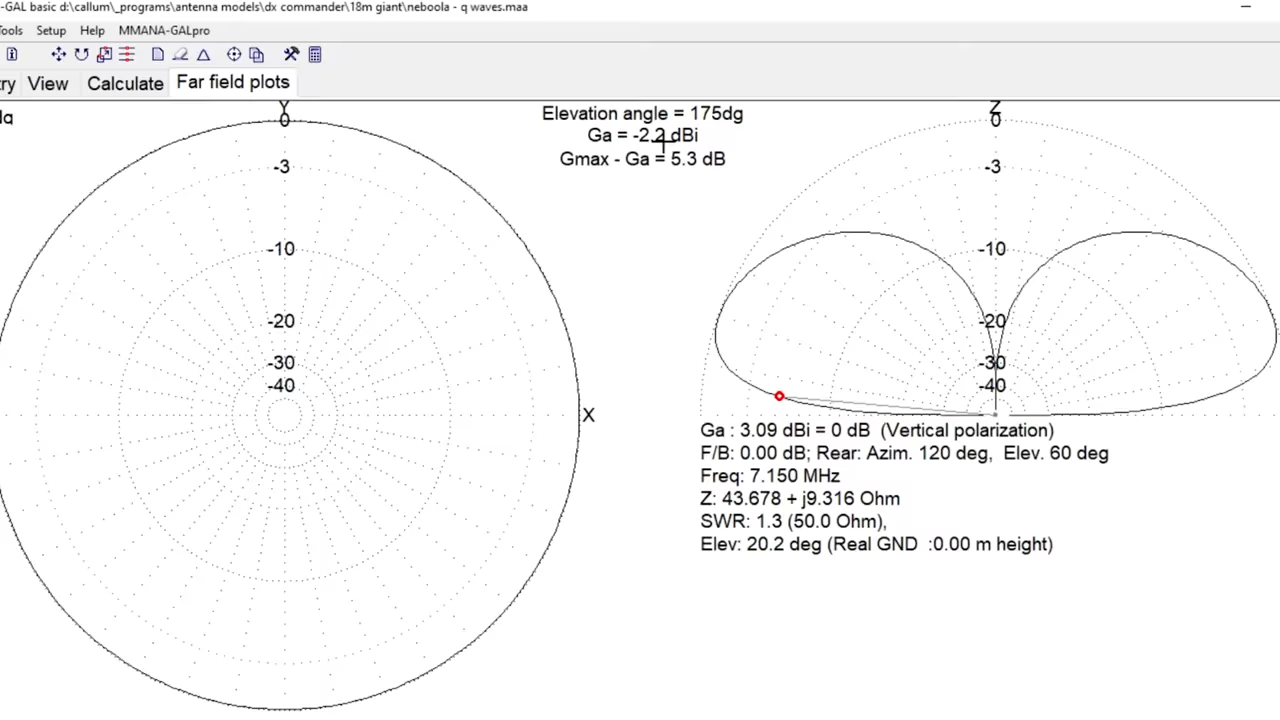 -GAL basic d:\callum\_programs\antenna models\dx commander\18m giant\neboola - q waves.maa
Tools Setup Help MMANA-GALpro
ry View Calculate Far field plots
Y
0
-3
-10
-20
-30
-40
X
Elevation angle = 175dg
Ga = -2.2 dBi
Gmax - Ga = 5.3 dB
Z
0
-3
-10
-20
-30
-40
Ga : 3.09 dBi = 0 dB (Vertical polarization)
F/B: 0.00 dB; Rear: Azim. 120 deg, Elev. 60 deg
Freq: 7.150 MHz
Z: 43.678 + j9.316 Ohm
SWR: 1.3 (50.0 Ohm),
Elev: 20.2 deg (Real GND :0.00 m height)